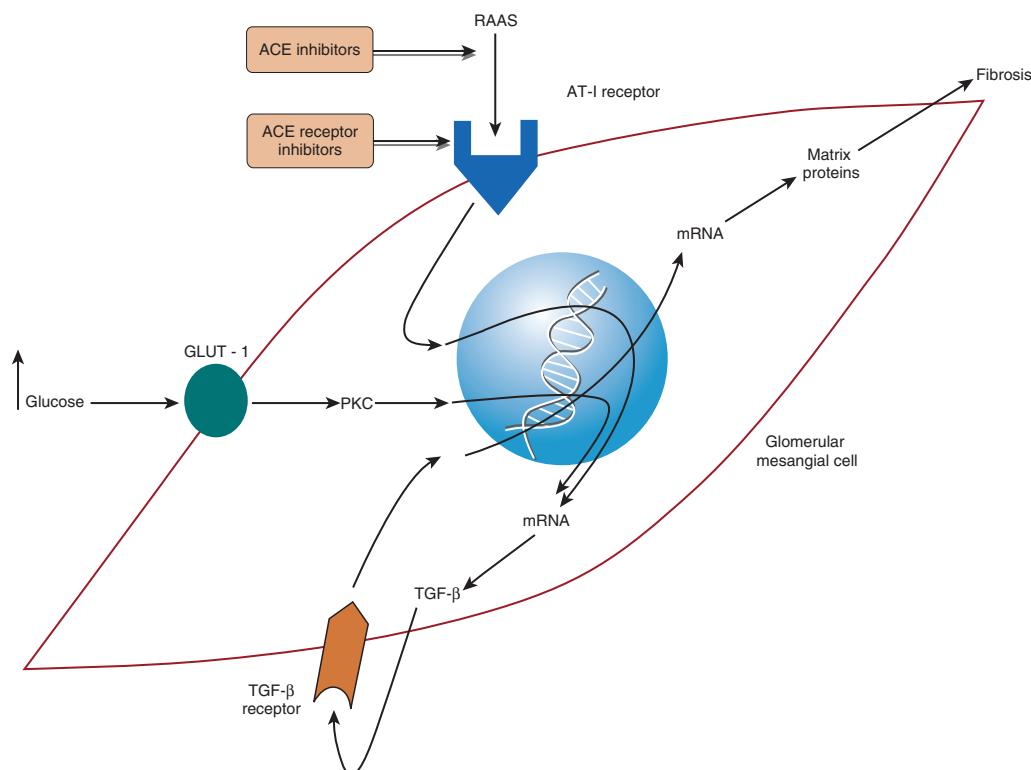 RAAS
ACE inhibitors
Fibrosis
AT-I receptor
ACE receptor
inhibitors
Matrix
proteins
mRNA
GLUT - 1
Glucose
PKC
Glomerular
mesangial cell
mRNA
TGF-β
TGF-β
receptor